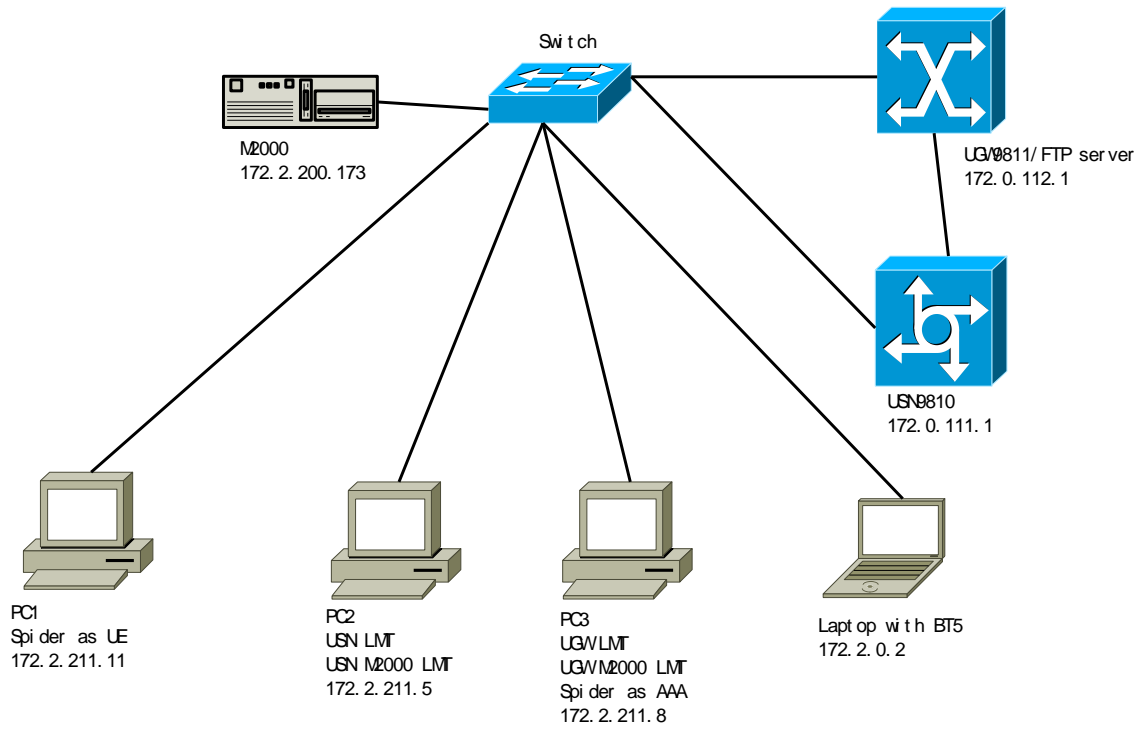 Switch
M2000
172.2.200.173
UGW9811/FTP server
172.0.112.1
USN9810
172.0.111.1
PC1
Spider as UE
172.2.211.11
PC2
USN LMT
USN M2000 LMT
172.2.211.5
PC3
UGW LMT
UGW M2000 LMT
Spider as AAA
172.2.211.8
Laptop with BT5
172.2.0.2